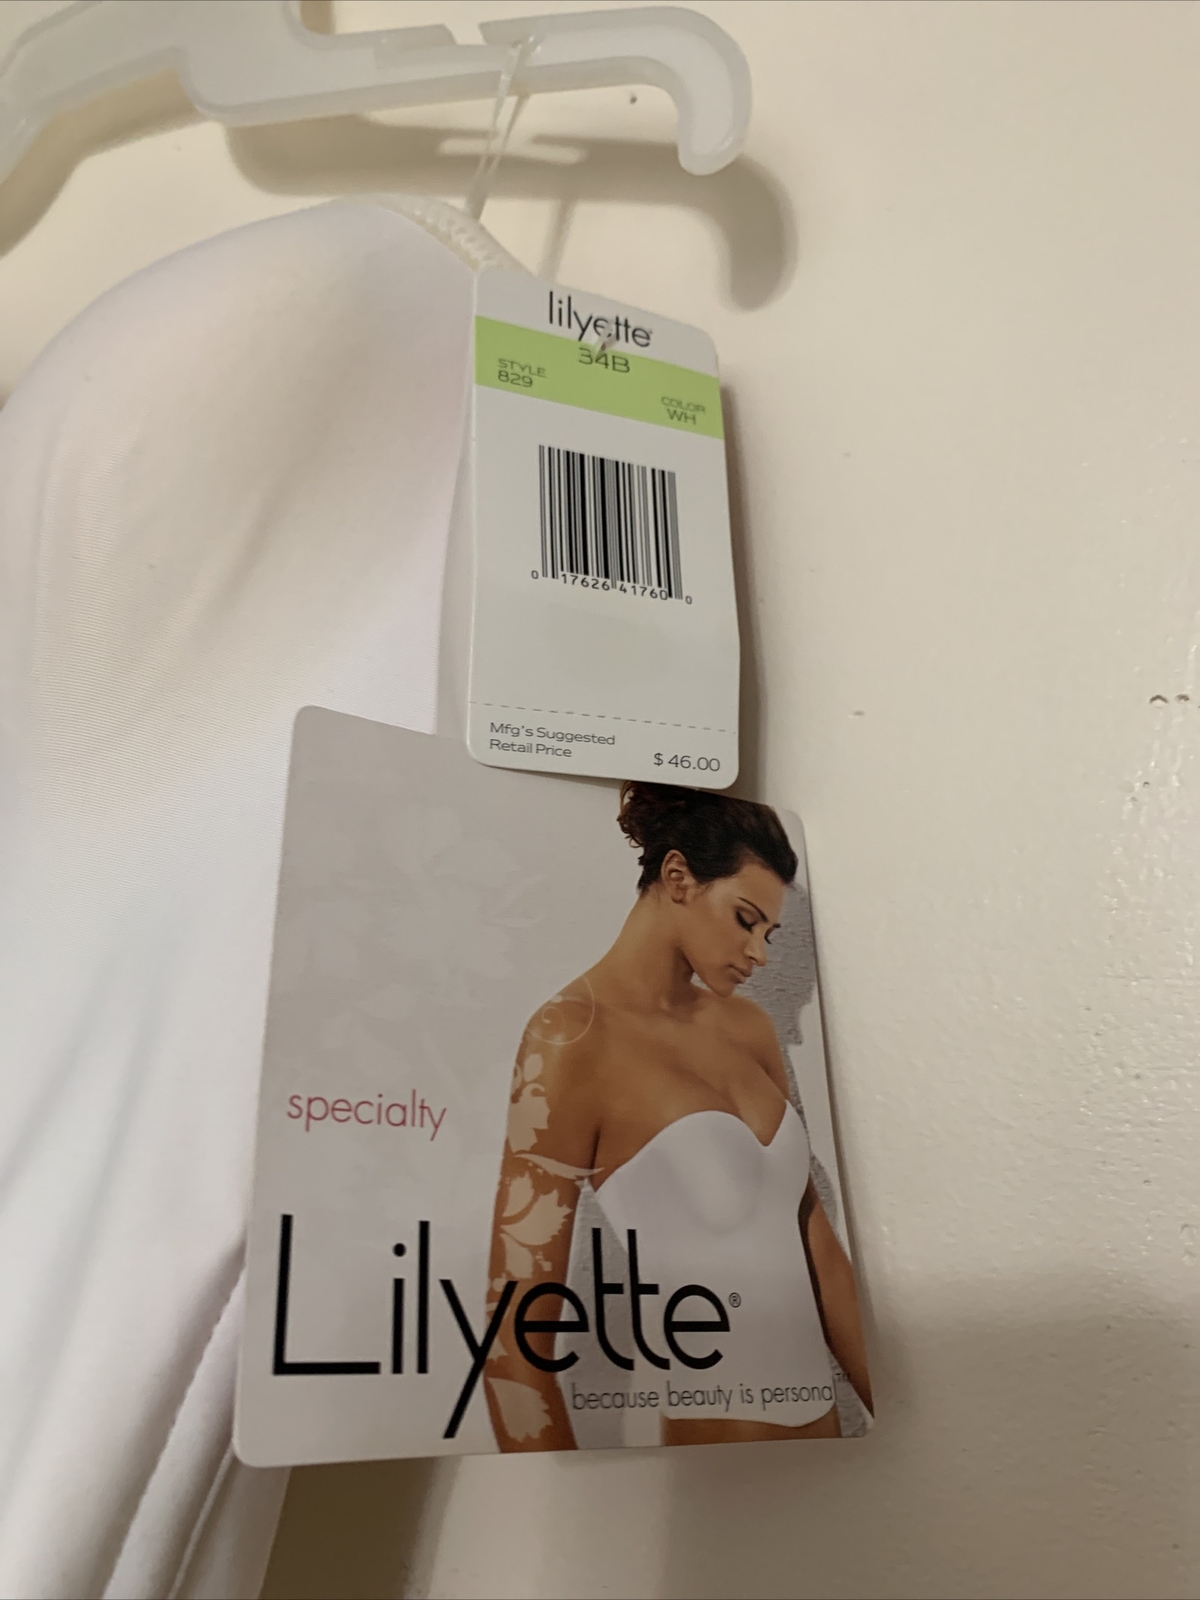 lilyette
34B
STYLE
829
COLOR
WH
0 17626 41760 0
Mfg's Suggested
Retail Price $ 46.00
specialty
Lilyette®
because beauty is personal™